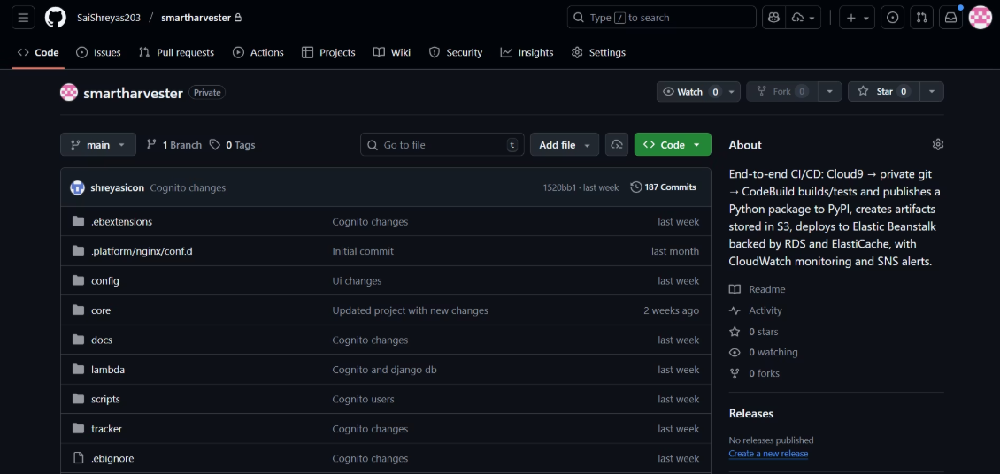 SaiShreyas203 / smartharvester
Type / to search
Code Issues Pull requests Actions Projects Wiki Security Insights Settings
smartharvester Private
Watch 0 Fork 0 Star 0
main 1 Branch 0 Tags Go to file t Add file Code
shreyasicon Cognito changes 1520bb1 · last week 187 Commits
.ebextensions Cognito changes last week
.platform/nginx/conf.d Initial commit last month
config Ui changes last week
core Updated project with new changes 2 weeks ago
docs Cognito changes last week
lambda Cognito and django db last week
scripts Cognito users last week
tracker Cognito changes last week
.ebignore Cognito changes last week
About
End-to-end CI/CD: Cloud9 → private git
→ CodeBuild builds/tests and publishes a
Python package to PyPI, creates artifacts
stored in S3, deploys to Elastic Beanstalk
backed by RDS and ElastiCache, with
CloudWatch monitoring and SNS alerts.
Readme
Activity
0 stars
0 watching
0 forks
Releases
No releases published
Create a new release